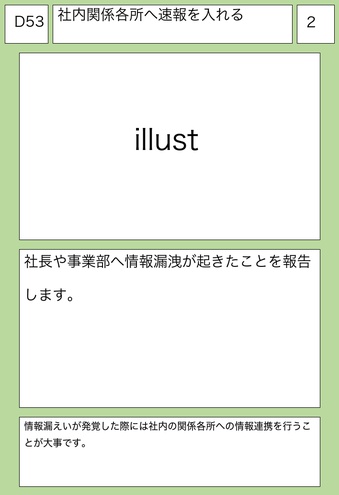 D53
社内関係各所へ速報を入れる
2
illust
社長や事業部へ情報漏洩が起きたことを報告
します。
情報漏えいが発覚した際には社内の関係各所への情報連携を行うこ
とが大事です。